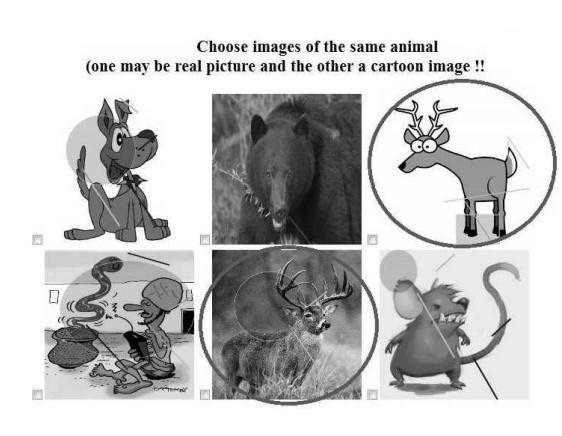 Choose images of the same animal
(one may be real picture and the other a cartoon image !!